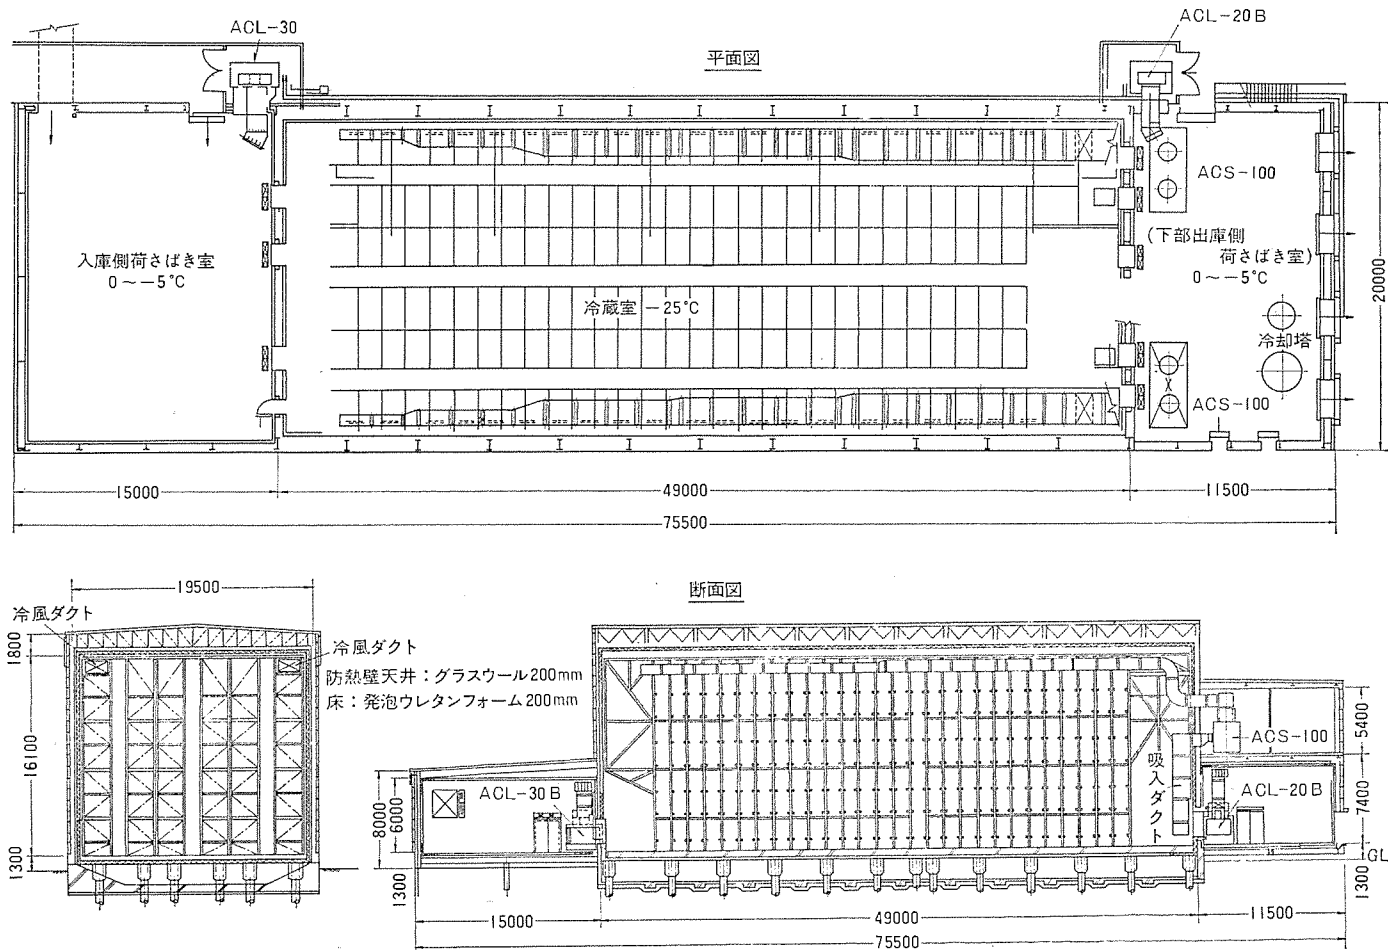 ACL-30
ACL-20B
平面図
ACS-100
(下部出庫側
荷さばき室)
0～-5°C
入庫側荷さばき室
0～-5°C
冷蔵室 -25°C
冷却塔
ACS-100
20000
15000
49000
11500
75500
断面図
19500
冷風ダクト
冷風ダクト
防熱壁天井：グラスウール200mm
床：発泡ウレタンフォーム200mm
1800
16100
1300
ACL-30B
8000
6000
1300
吸入ダクト
ACS-100
ACL-20B
5400
7400
GL
1300
15000
49000
11500
75500